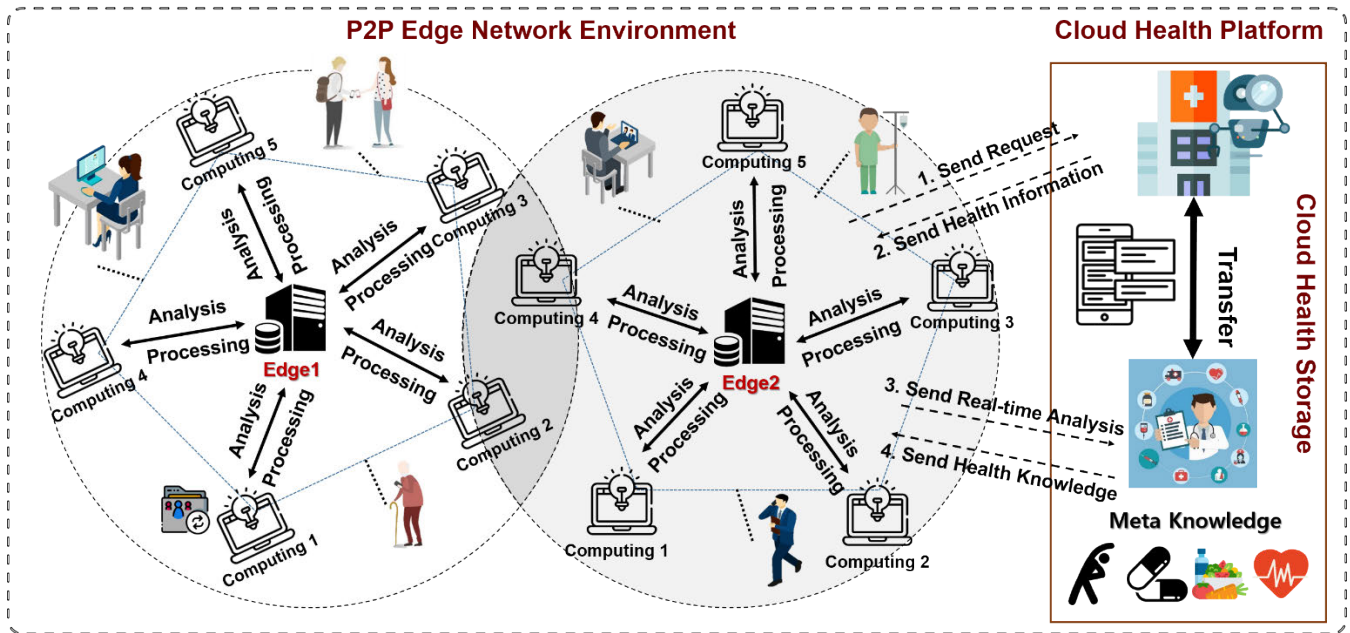 P2P Edge Network Environment
Cloud Health Platform
Computing 5
Processing
Analysis
Analysis
Processing
Computing 3
Analysis
Processing
Computing 4
Edge1
Analysis
Processing
Computing 2
Analysis
Processing
Computing 1
Computing 5
Analysis
Processing
Analysis
Processing
Computing 4
Edge2
Analysis
Processing
Computing 3
Analysis
Processing
Computing 1
Analysis
Processing
Computing 2
1. Send Request
2. Send Health Information
3. Send Real-time Analysis
4. Send Health Knowledge
Transfer
Cloud Health Storage
Meta Knowledge